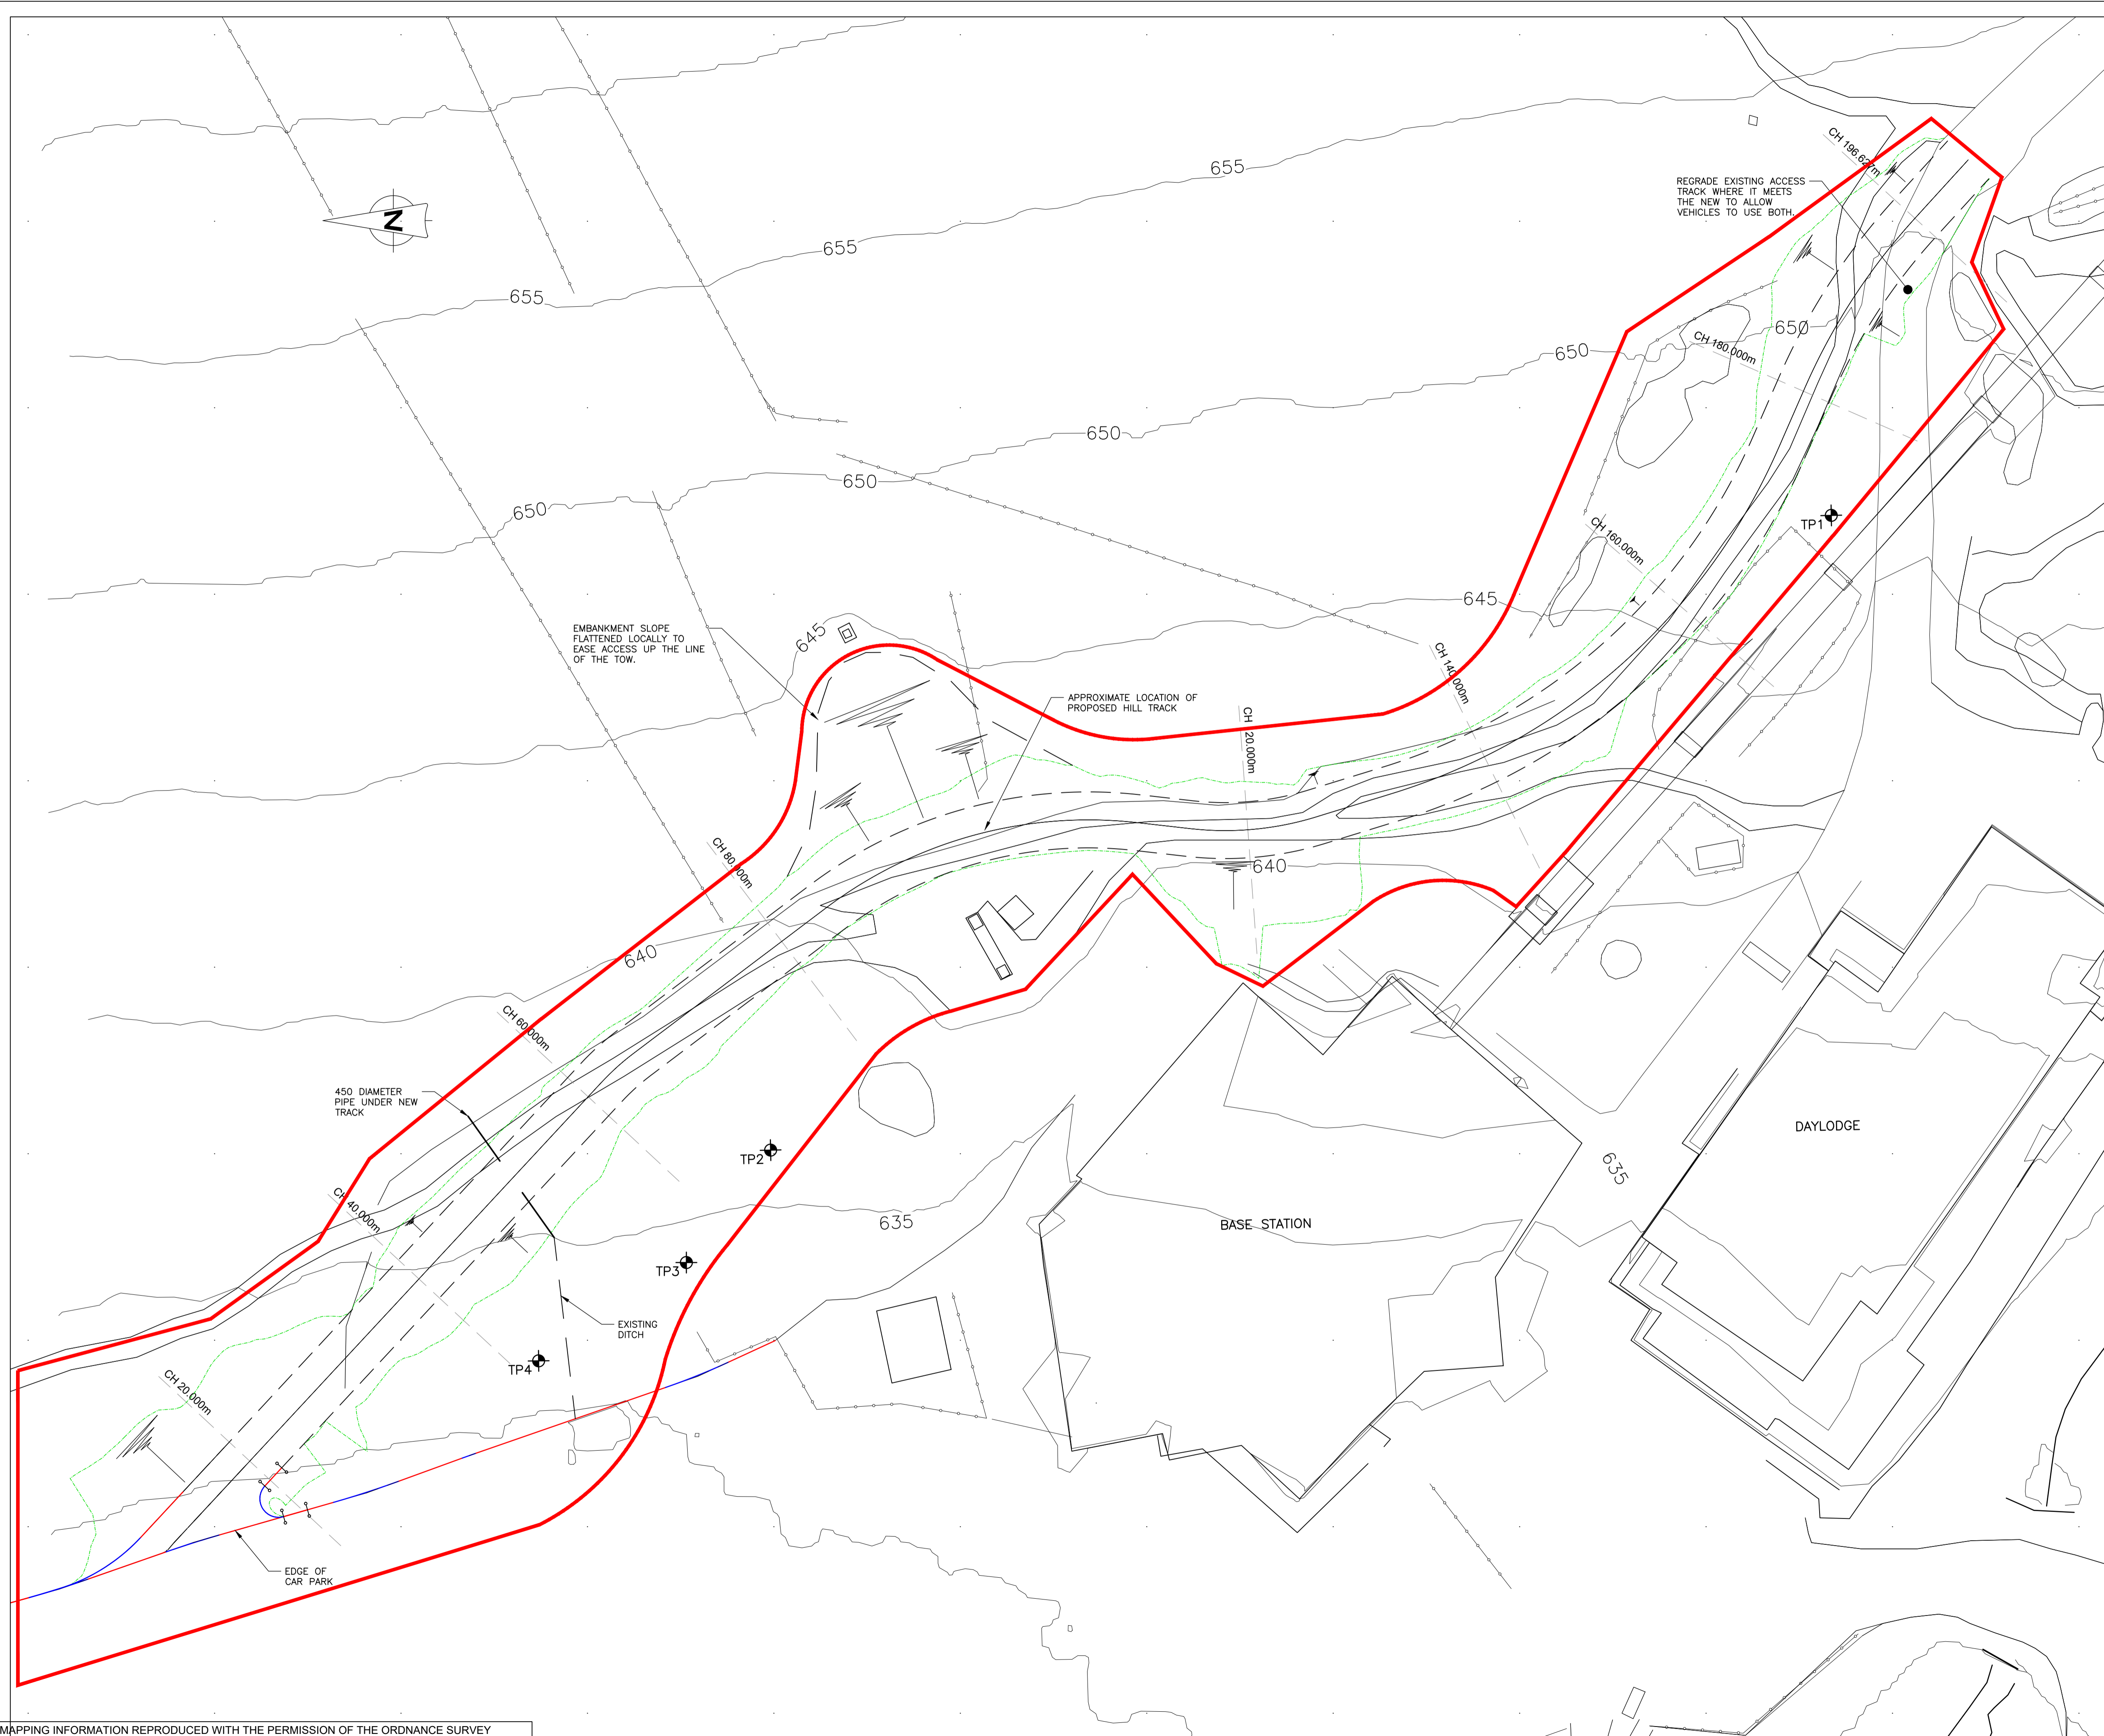 CH 196.627m
655
REGRADE EXISTING ACCESS
TRACK WHERE IT MEETS
THE NEW TO ALLOW
VEHICLES TO USE BOTH.
N
655
655
650
CH 180.000m
650
650
650
650
TP1
CH 160.000m
645
EMBANKMENT SLOPE
FLATTENED LOCALLY TO
EASE ACCESS UP THE LINE
OF THE TOW.
645
CH 140.000m
APPROXIMATE LOCATION OF
PROPOSED HILL TRACK
CH 120.000m
CH 80.000m
640
640
CH 60.000m
450 DIAMETER
PIPE UNDER NEW
TRACK
DAYLODGE
TP2
635
CH 40.000m
635
BASE STATION
TP3
EXISTING
DITCH
TP4
CH 20.000m
EDGE OF
CAR PARK
MAPPING INFORMATION REPRODUCED WITH THE PERMISSION OF THE ORDNANCE SURVEY